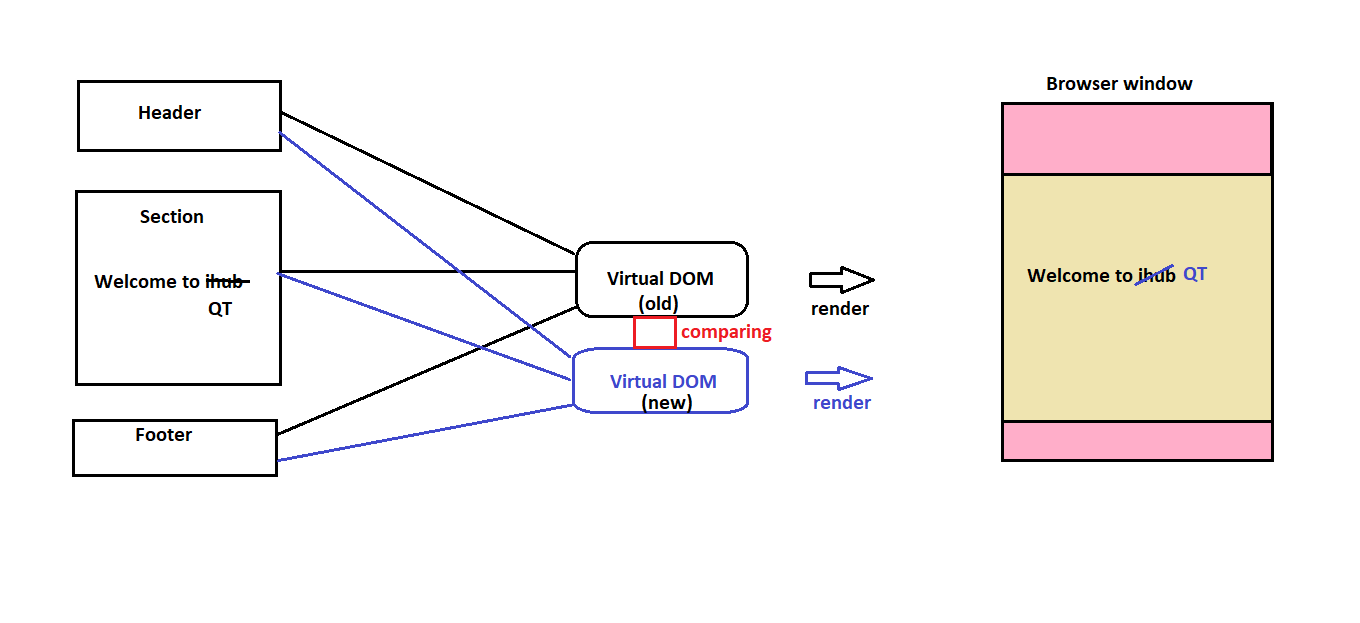 Header
Section
Welcome to ihub
QT
Footer
Virtual DOM
(old)
comparing
Virtual DOM
(new)
render
render
Browser window
Welcome to ihub QT